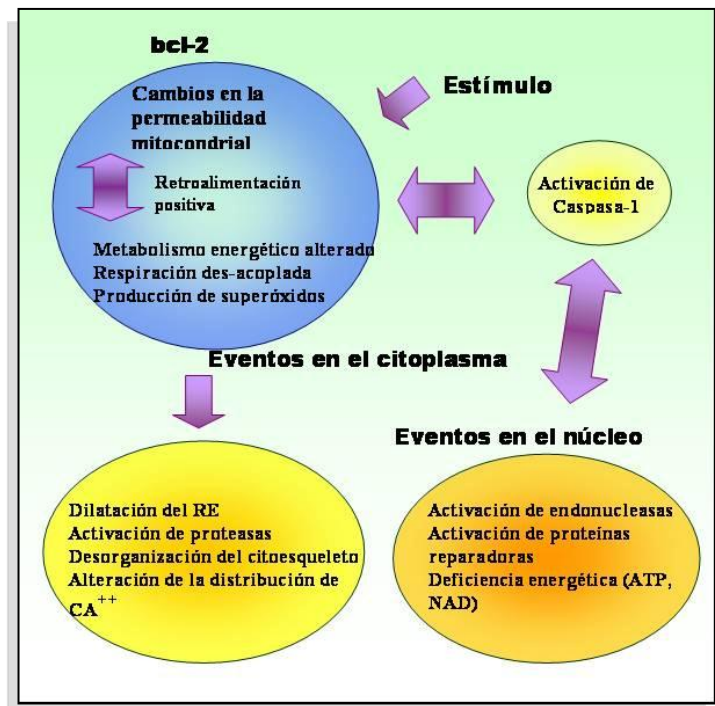 bcl-2
Cambios en la
permeabilidad
mitocondrial
Estímulo
Retroalimentación
positiva
Activación de
Caspasa-1
Metabolismo energético alterado
Respiración des-acoplada
Producción de superóxidos
Eventos en el citoplasma
Eventos en el núcleo
Dilatación del RE
Activación de proteasas
Desorganización del citoesqueleto
Alteración de la distribución de
CA++
Activación de endonucleasas
Activación de proteínas
reparadoras
Deficiencia energética (ATP,
NAD)